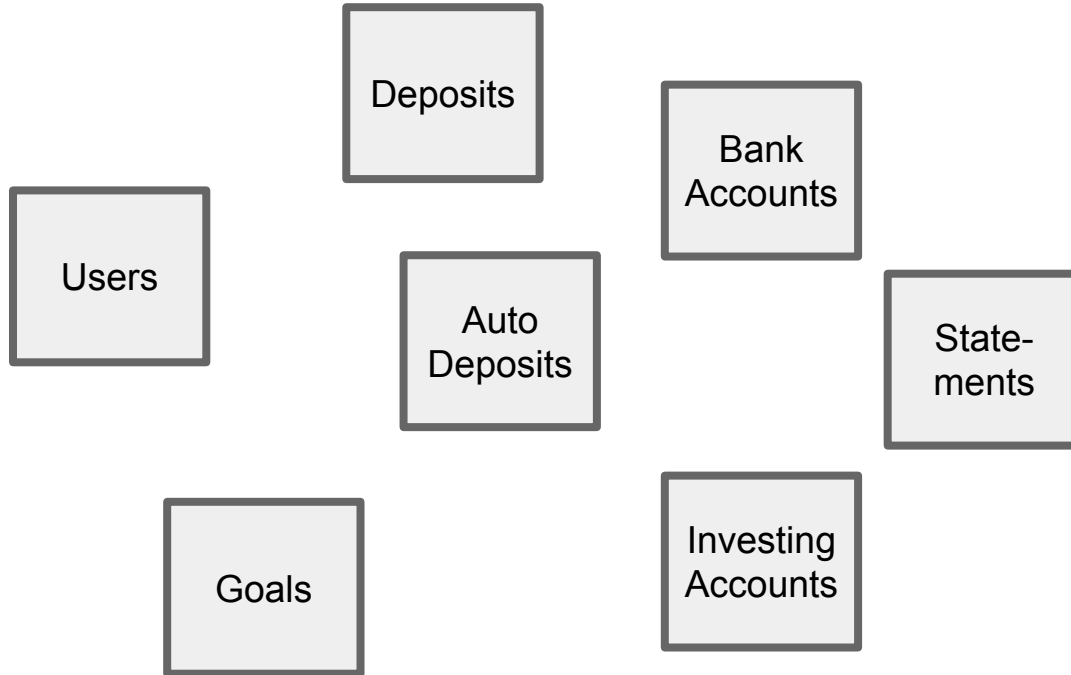 Deposits
Bank
Accounts
Users
Auto
Deposits
State-
ments
Goals
Investing
Accounts